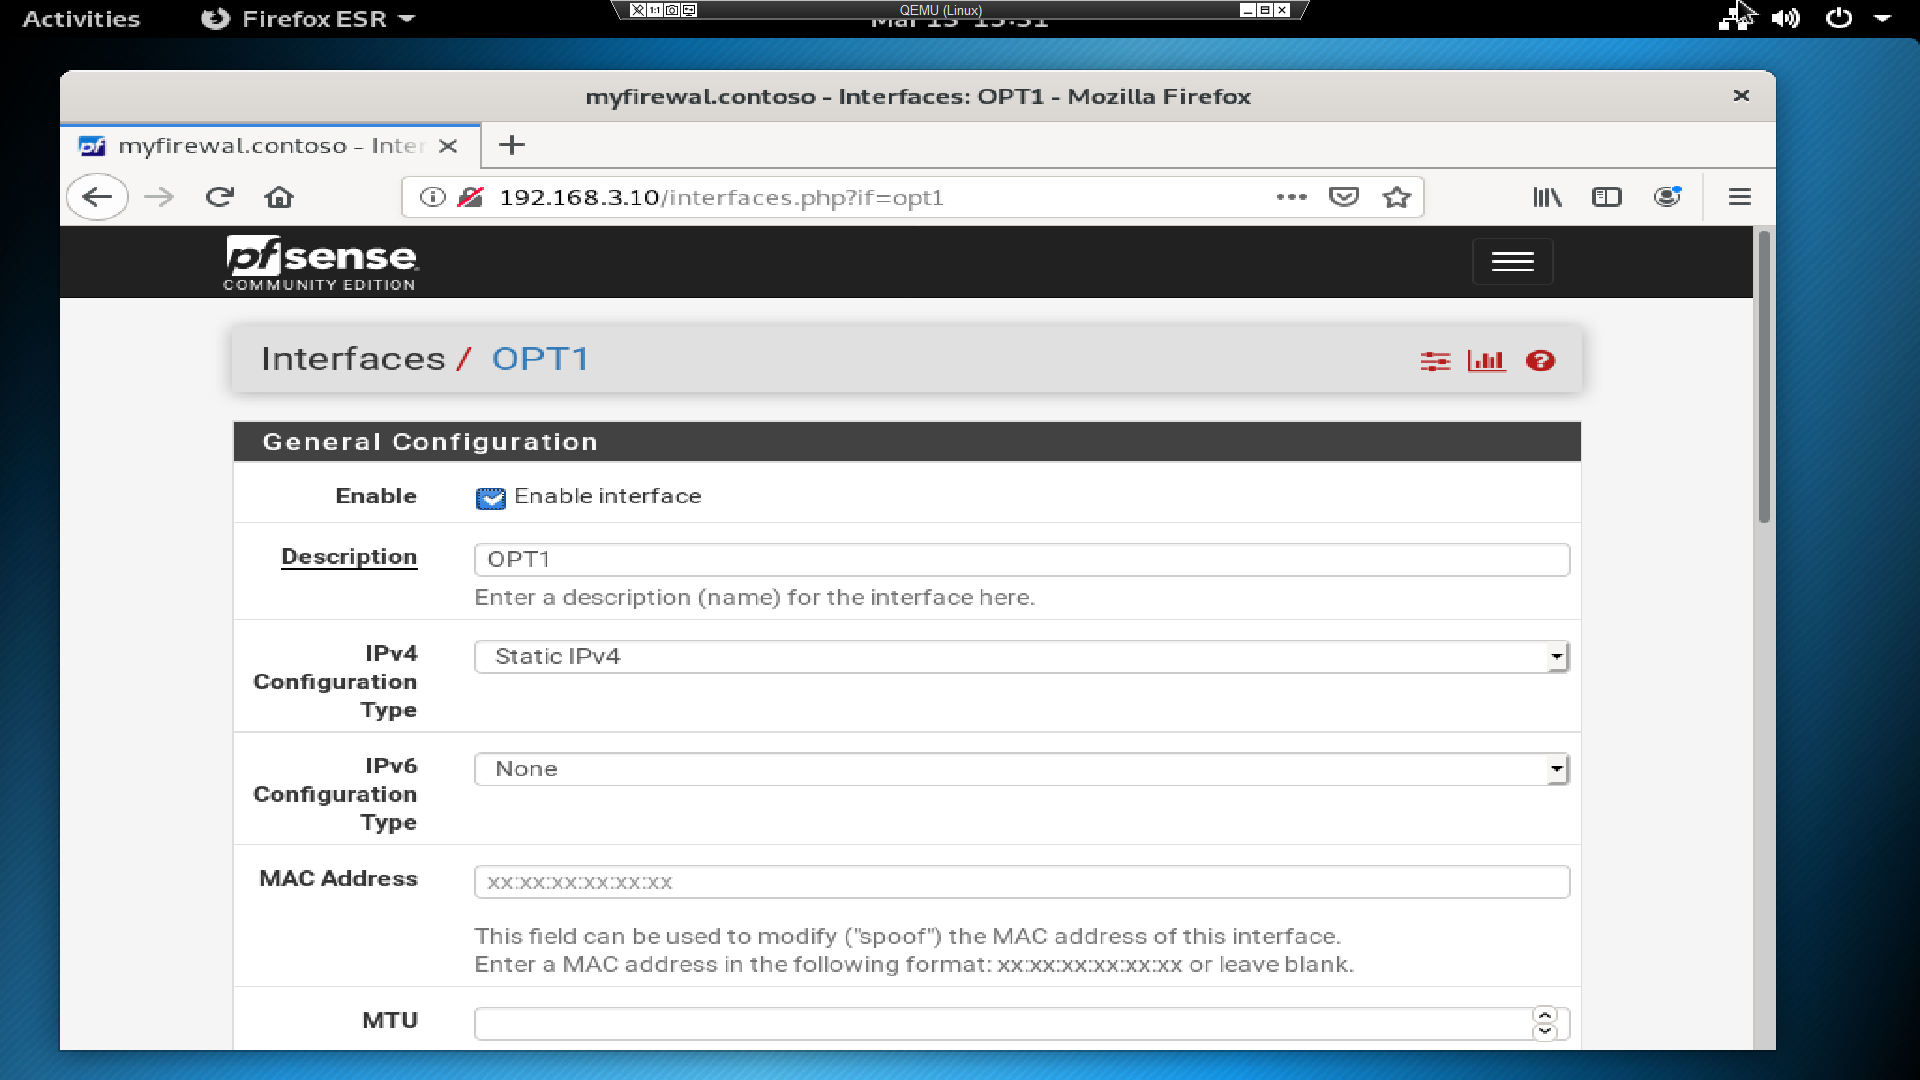 Activities
Firefox ESR
1:1
QEMU (Linux)
myfirewal.contoso - Interfaces: OPT1 - Mozilla Firefox
pf
myfirewal.contoso - Inter
192.168.3.10/interfaces.php?if=opt1
pfsense
COMMUNITY EDITION
Interfaces / OPT1
General Configuration
Enable
Enable interface
Description
OPT1
Enter a description (name) for the interface here.
IPv4
Configuration
Type
Static IPv4
IPv6
Configuration
Type
None
MAC Address
xx:xx:xx:xx:xx:xx
This field can be used to modify ("spoof") the MAC address of this interface.
Enter a MAC address in the following format: xx:xx:xx:xx:xx:xx or leave blank.
MTU